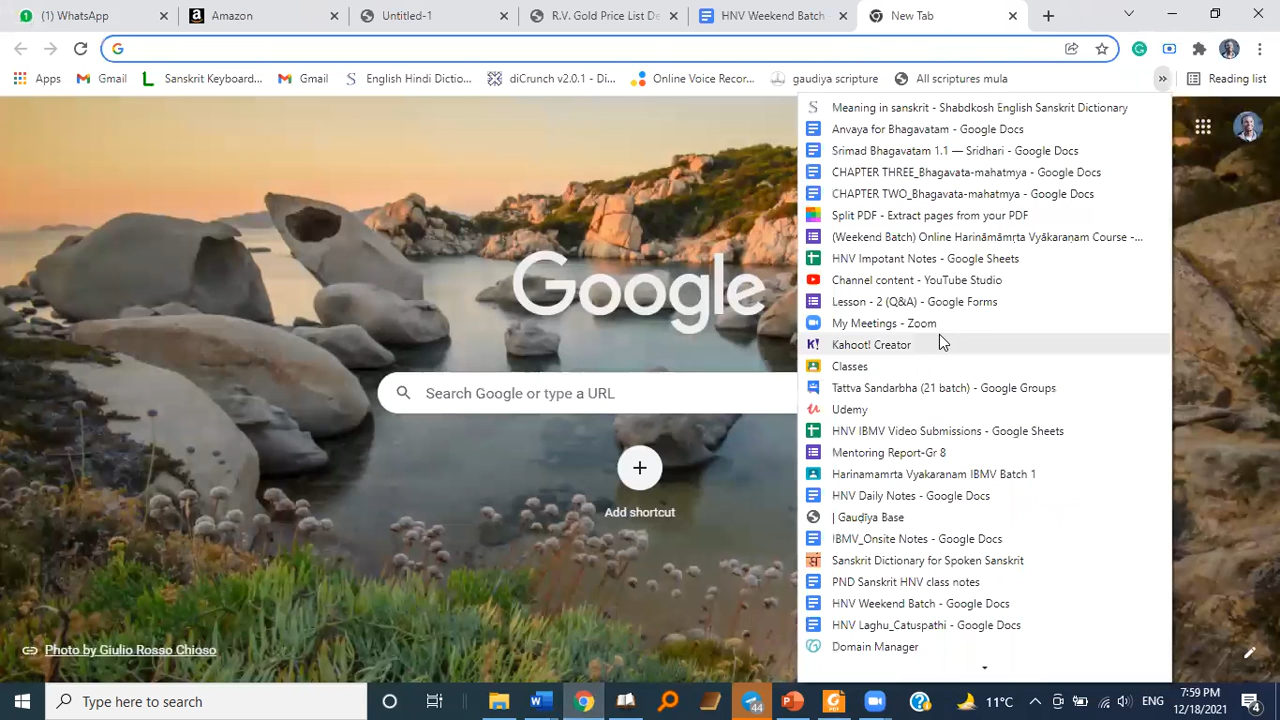 (1) WhatsApp
Amazon
Untitled-1
R.V. Gold Price List De
HNV Weekend Batch
New Tab
Apps
Gmail
Sanskrit Keyboard...
Gmail
English Hindi Dictio...
diCrunch v2.0.1 - Di...
Online Voice Recor...
gaudiya scripture
All scriptures mula
Reading list
Meaning in sanskrit - Shabdkosh English Sanskrit Dictionary
Anvaya for Bhagavatam - Google Docs
Srimad Bhagavatam 1.1 — Sridhari - Google Docs
CHAPTER THREE_Bhagavata-mahatmya - Google Docs
CHAPTER TWO_Bhagavata-mahatmya - Google Docs
Split PDF - Extract pages from your PDF
(Weekend Batch) Online Harināmāmṛta Vyākaraṇam Course -...
HNV Impotant Notes - Google Sheets
Channel content - YouTube Studio
Lesson - 2 (Q&A) - Google Forms
My Meetings - Zoom
Kahoot! Creator
Classes
Tattva Sandarbha (21 batch) - Google Groups
Udemy
HNV IBMV Video Submissions - Google Sheets
Mentoring Report-Gr 8
Harinamamrta Vyakaranam IBMV Batch 1
HNV Daily Notes - Google Docs
| Gauḍīya Base
IBMV_Onsite Notes - Google Docs
Sanskrit Dictionary for Spoken Sanskrit
PND Sanskrit HNV class notes
HNV Weekend Batch - Google Docs
HNV Laghu_Catuspathi - Google Docs
Domain Manager
Google
Search Google or type a URL
Add shortcut
Photo by Giulio Rosso Chioso
Type here to search
44
11°C
ENG
7:59 PM
12/18/2021
4